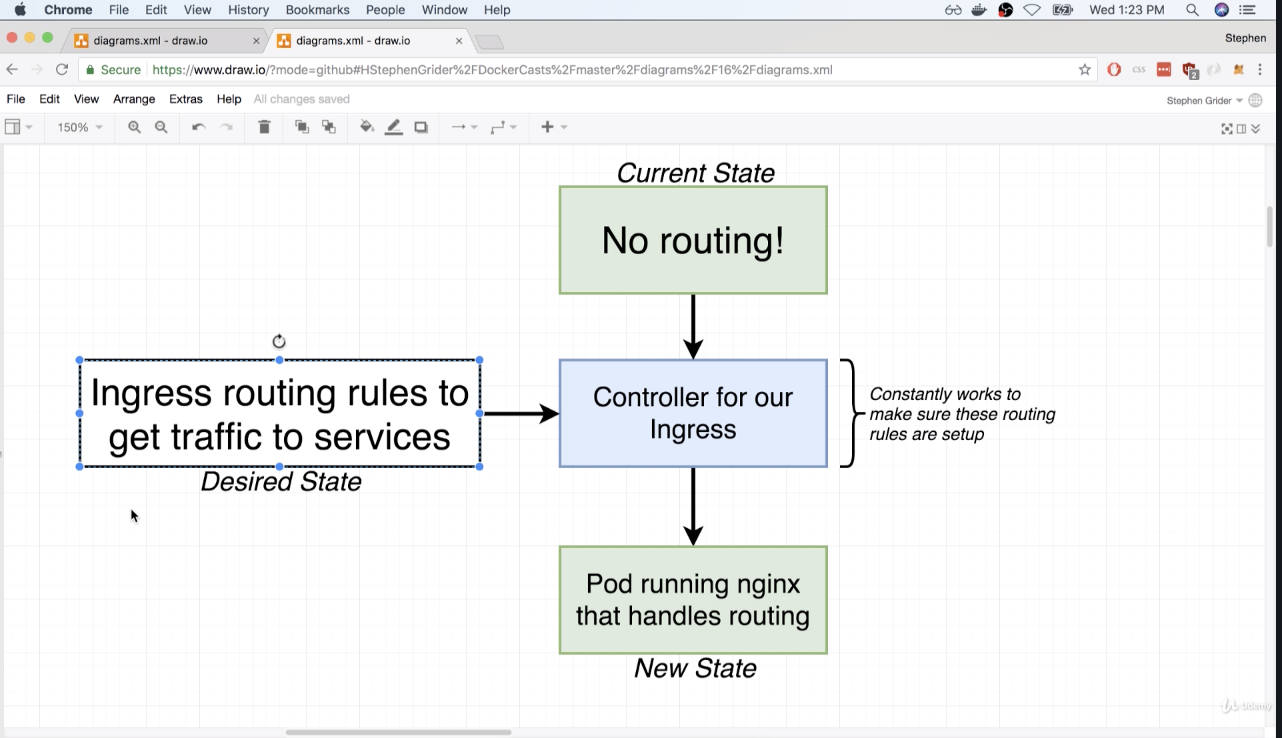 Chrome File Edit View History Bookmarks People Window Help Wed 1:23 PM
diagrams.xml - draw.io diagrams.xml - draw.io Stephen
Secure https://www.draw.io/?mode=github#HStephenGrider%2FDockerCasts%2Fmaster%2Fdiagrams%2F16%2Fdiagrams.xml CSS 2
File Edit View Arrange Extras Help All changes saved Stephen Grider
150%
Current State
No routing!
Ingress routing rules to
get traffic to services
Desired State
Controller for our
Ingress
Constantly works to
make sure these routing
rules are setup
Pod running nginx
that handles routing
New State
Udemy